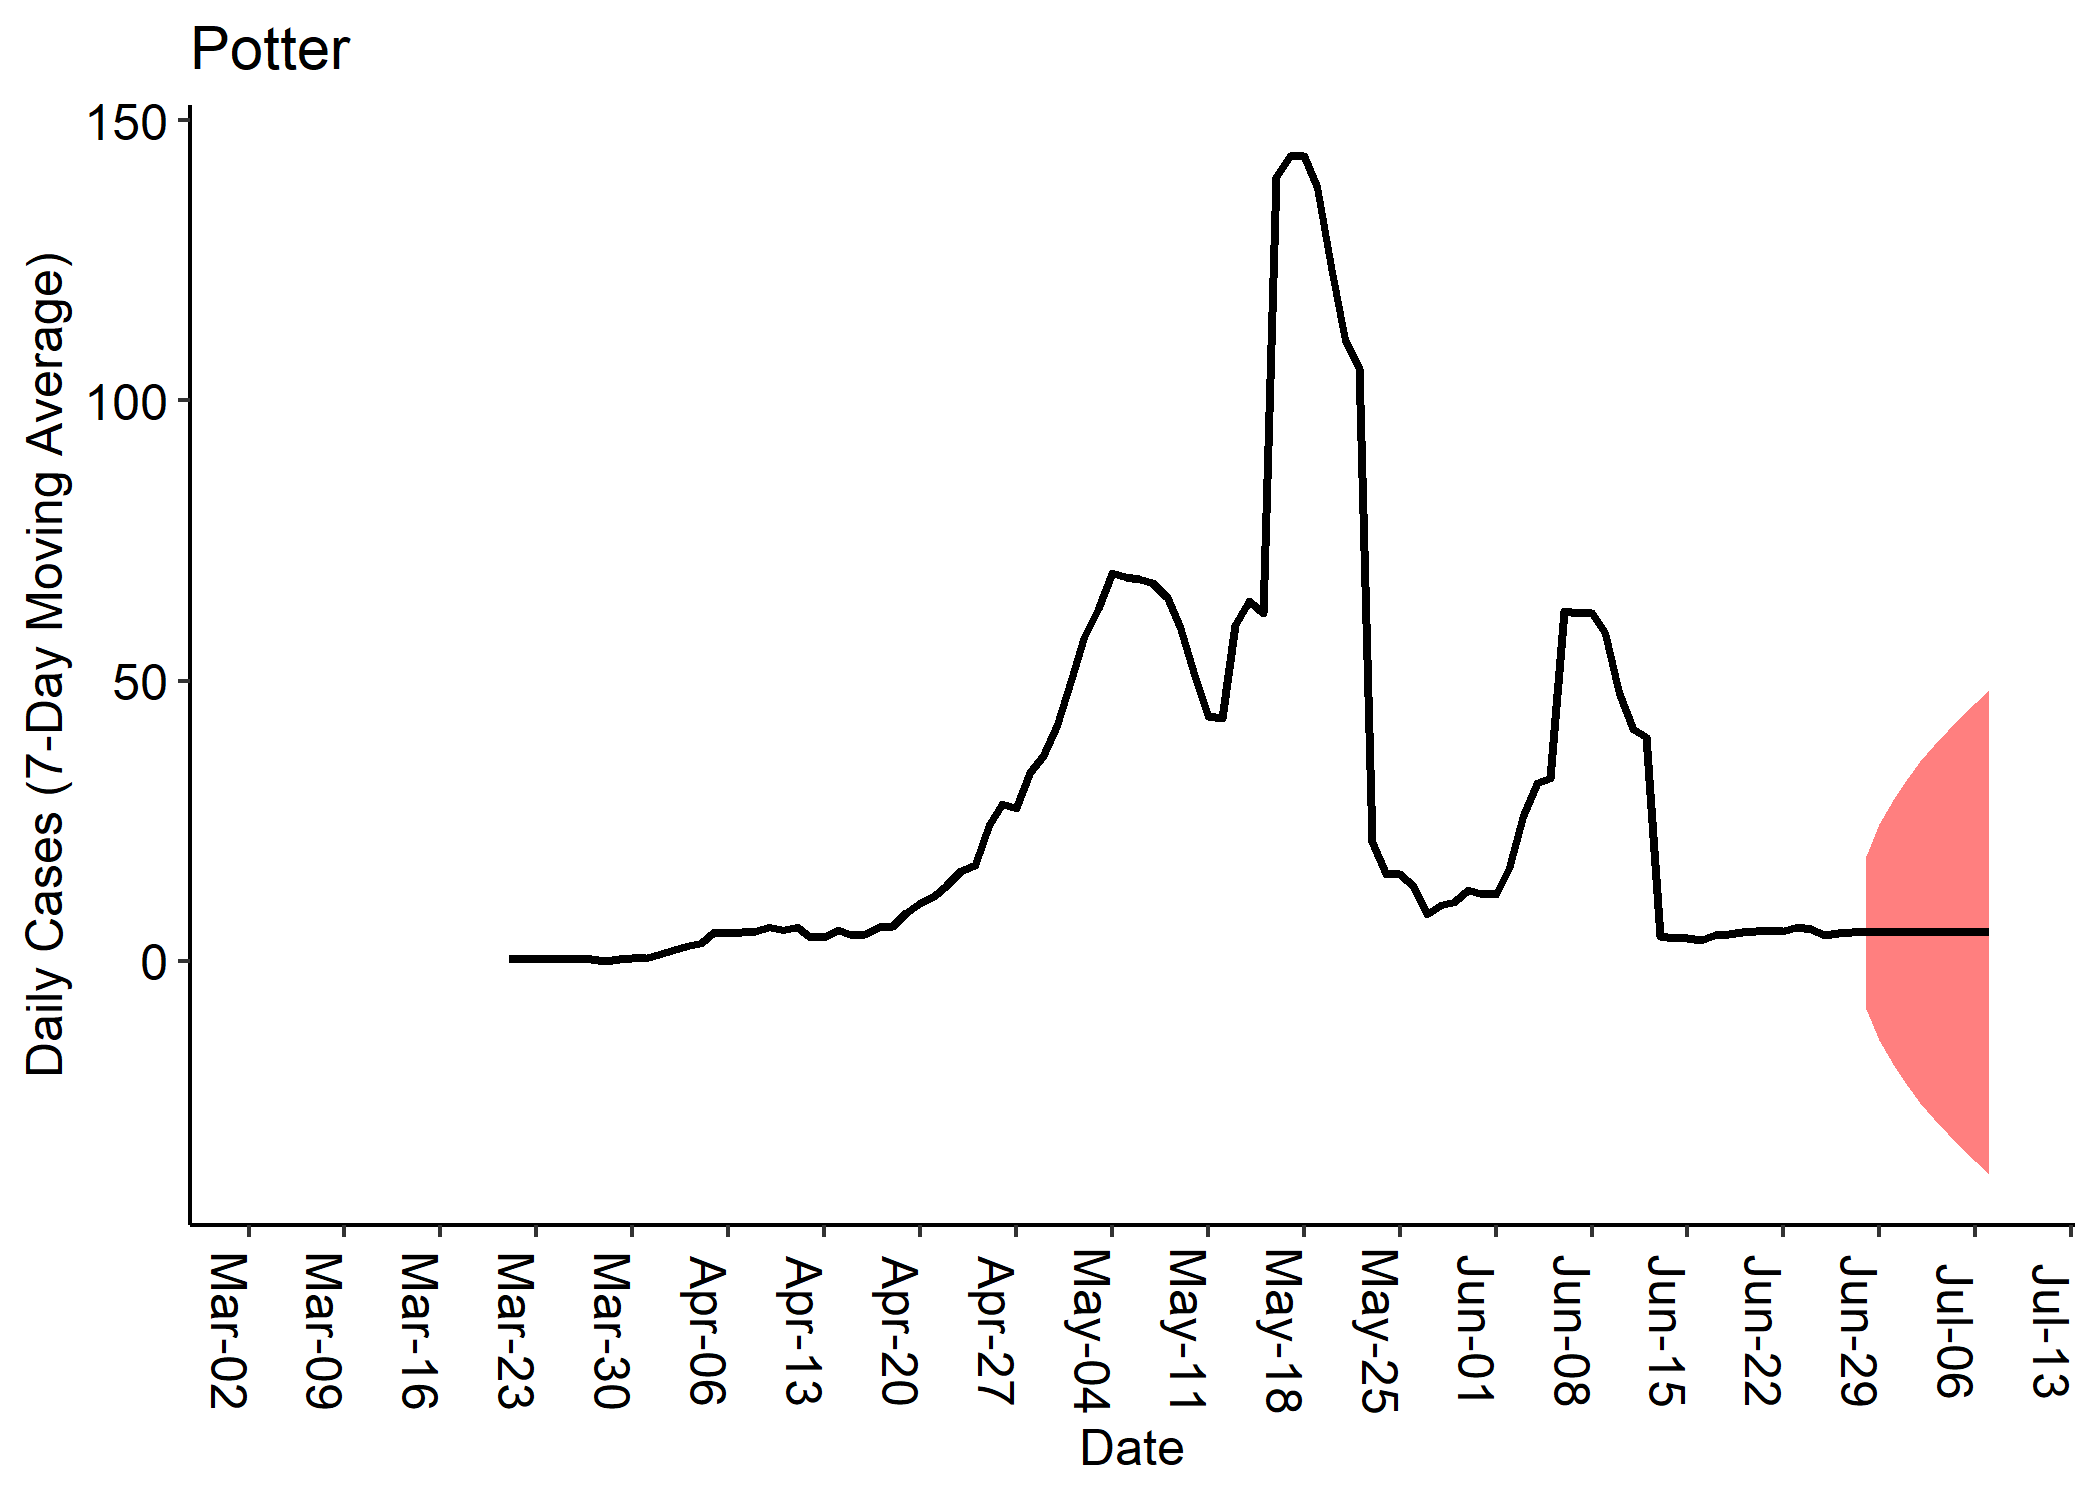 Potter
150
100
50
0
Daily Cases (7-Day Moving Average)
Mar-02
Mar-09
Mar-16
Mar-23
Mar-30
Apr-06
Apr-13
Apr-20
Apr-27
May-04
May-11
May-18
May-25
Jun-01
Jun-08
Jun-15
Jun-22
Jun-29
Jul-06
Jul-13
Date